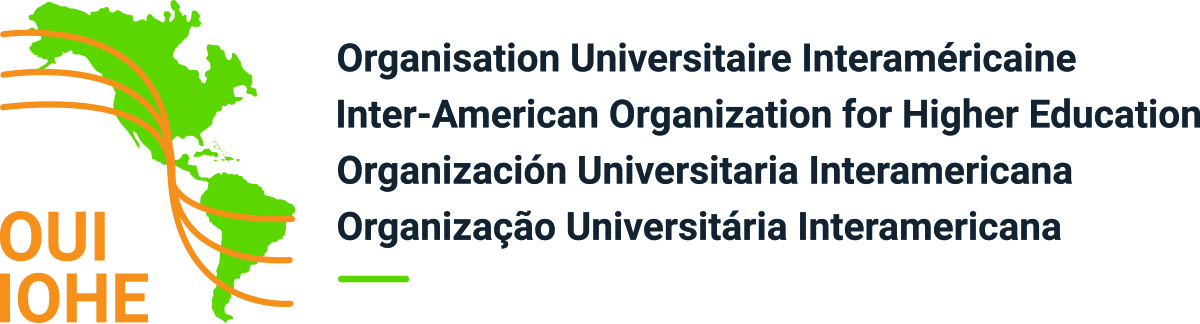 Organisation Universitaire Interaméricaine
Inter-American Organization for Higher Education
Organización Universitaria Interamericana
Organização Universitária Interamericana
OUI
IOHE